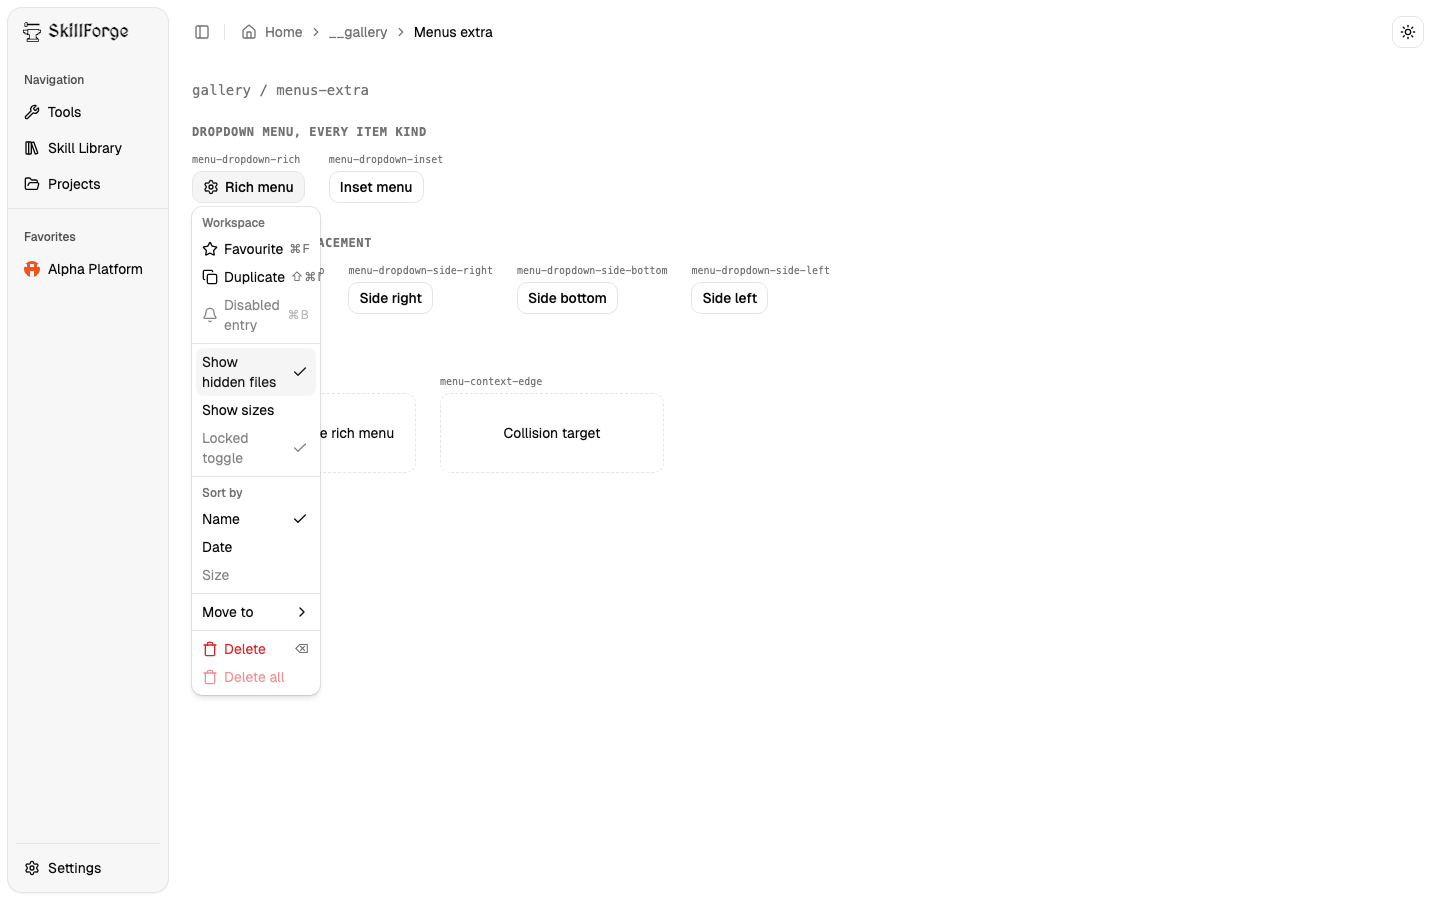 SkillForge
Home
__gallery
Menus extra
Navigation
Tools
Skill Library
Projects
Favorites
Alpha Platform
Settings
gallery / menus-extra
DROPDOWN MENU, EVERY ITEM KIND
menu-dropdown-rich
menu-dropdown-inset
Rich menu
Inset menu
Workspace
Favourite ⌘F
Duplicate ⇧⌘
Disabled
entry
⌘B
Show
hidden files
Show sizes
Locked
toggle
Sort by
Name
Date
Size
Move to
Delete ⌫
Delete all
menu-dropdown-side-right
menu-dropdown-side-bottom
menu-dropdown-side-left
Side right
Side bottom
Side left
menu-context-edge
rich menu
Collision target